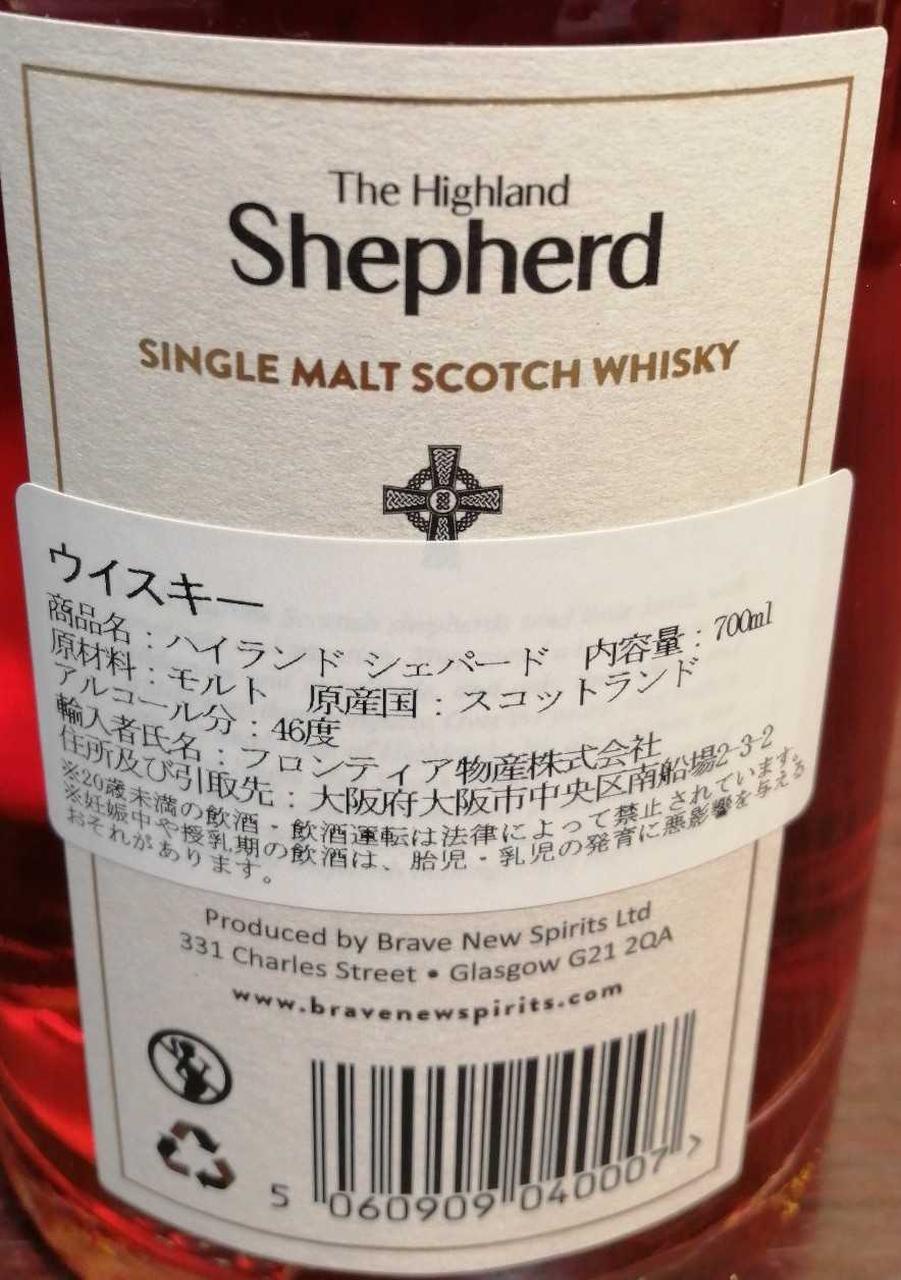 The Highland
Shepherd
SINGLE MALT SCOTCH WHISKY
ウイスキー
商品名：ハイランド シェパード 内容量：700ml
原材料：モルト 原産国：スコットランド
アルコール分：46度
輸入者氏名：フロンティア物産株式会社
住所及び引取先：大阪府大阪市中央区南船場2-3-2
※20歳未満の飲酒・飲酒運転は法律によって禁止されています。
※妊娠中や授乳期の飲酒は、胎児・乳児の発育に悪影響を与える
おそれがあります。
Produced by Brave New Spirits Ltd
331 Charles Street • Glasgow G21 2QA
www.bravenewspirits.com
5 060909 040007 >